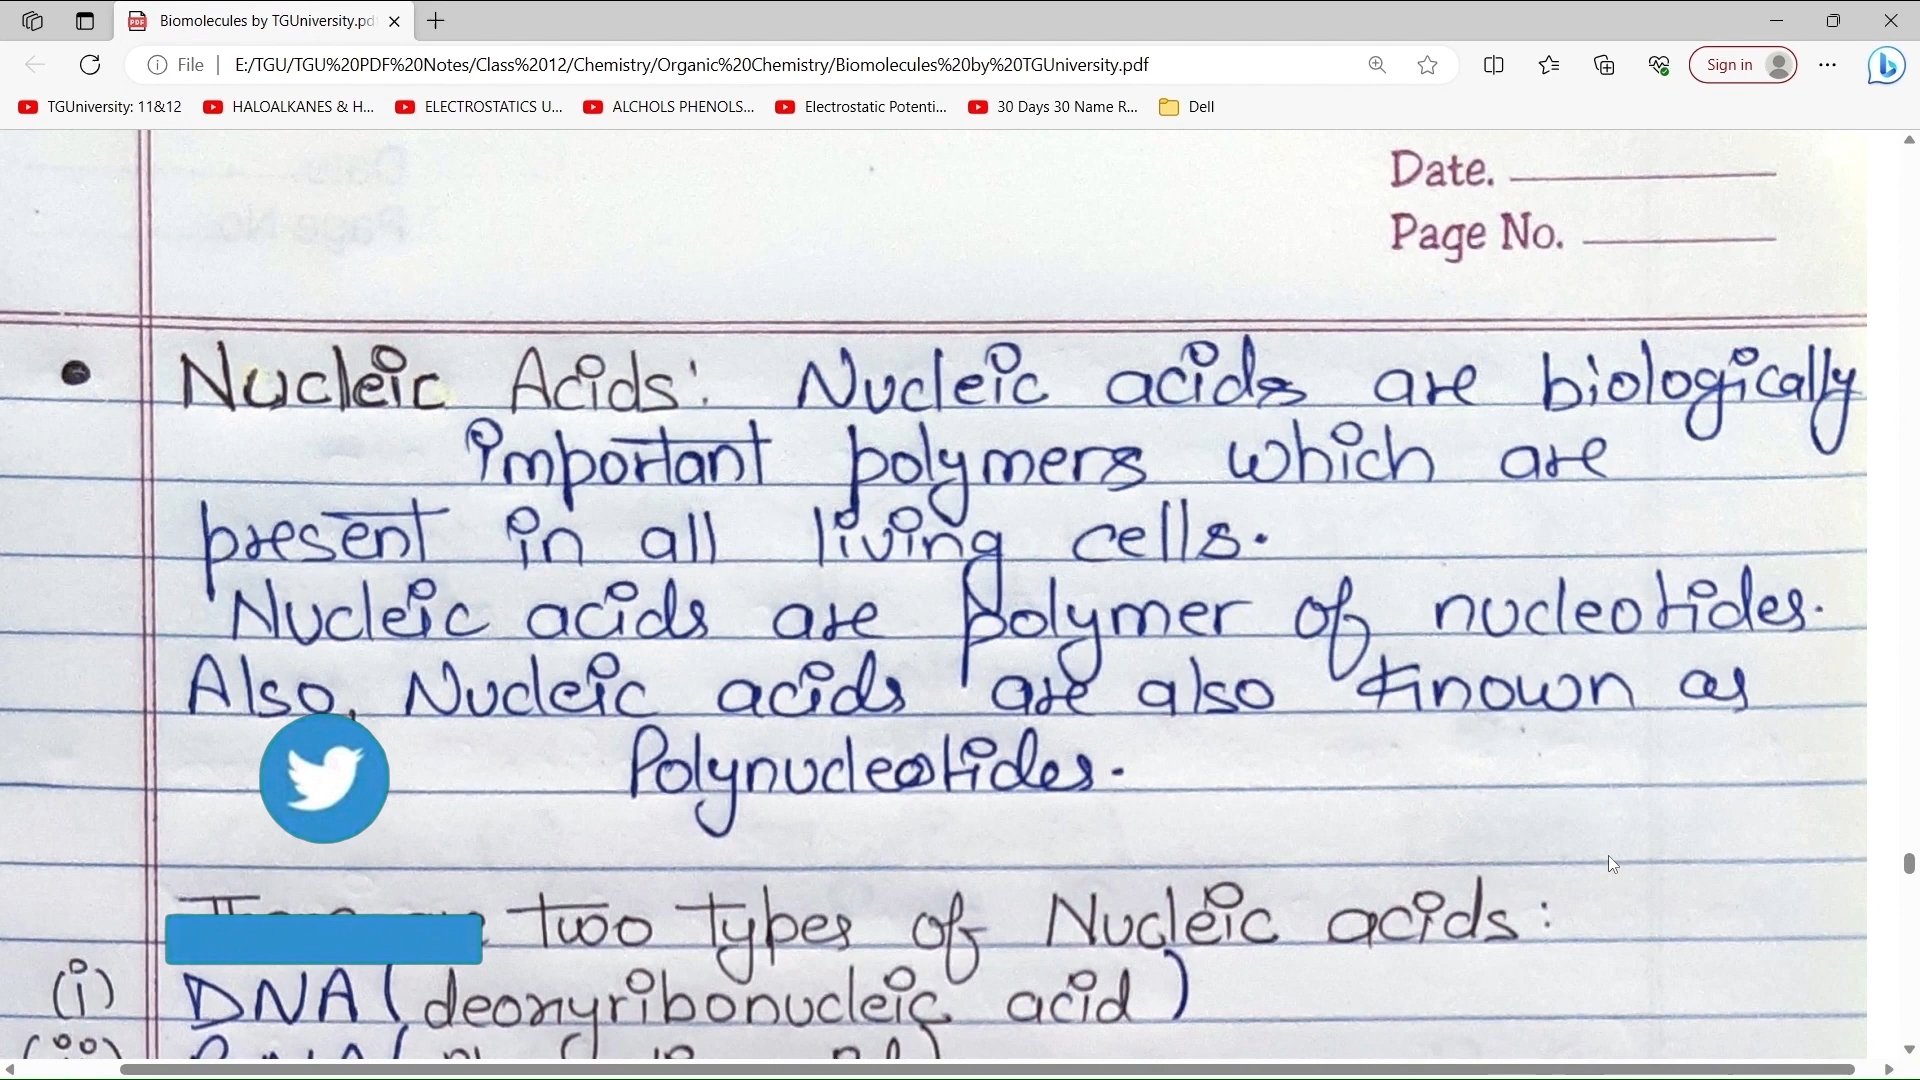 Biomolecules by TGUniversity.pd
Sign in
File
E:/TGU/TGU%20PDF%20Notes/Class%2012/Chemistry/Organic%20Chemistry/Biomolecules%20by%20TGUniversity.pdf
TGUniversity: 11&12
HALOALKANES & H...
ELECTROSTATICS U...
ALCHOLS PHENOLS...
Electrostatic Potenti...
30 Days 30 Name R...
Dell
Date.
Page No.
• Nucleic Acids: Nucleic acids are biologically
important polymers which are
present in all living cells.
Nucleic acids are polymer of nucleotides.
Also, Nucleic acids are also known as
Polynucleotides.
two types of Nucleic acids:
(i) DNA (deoxyribonucleic acid)